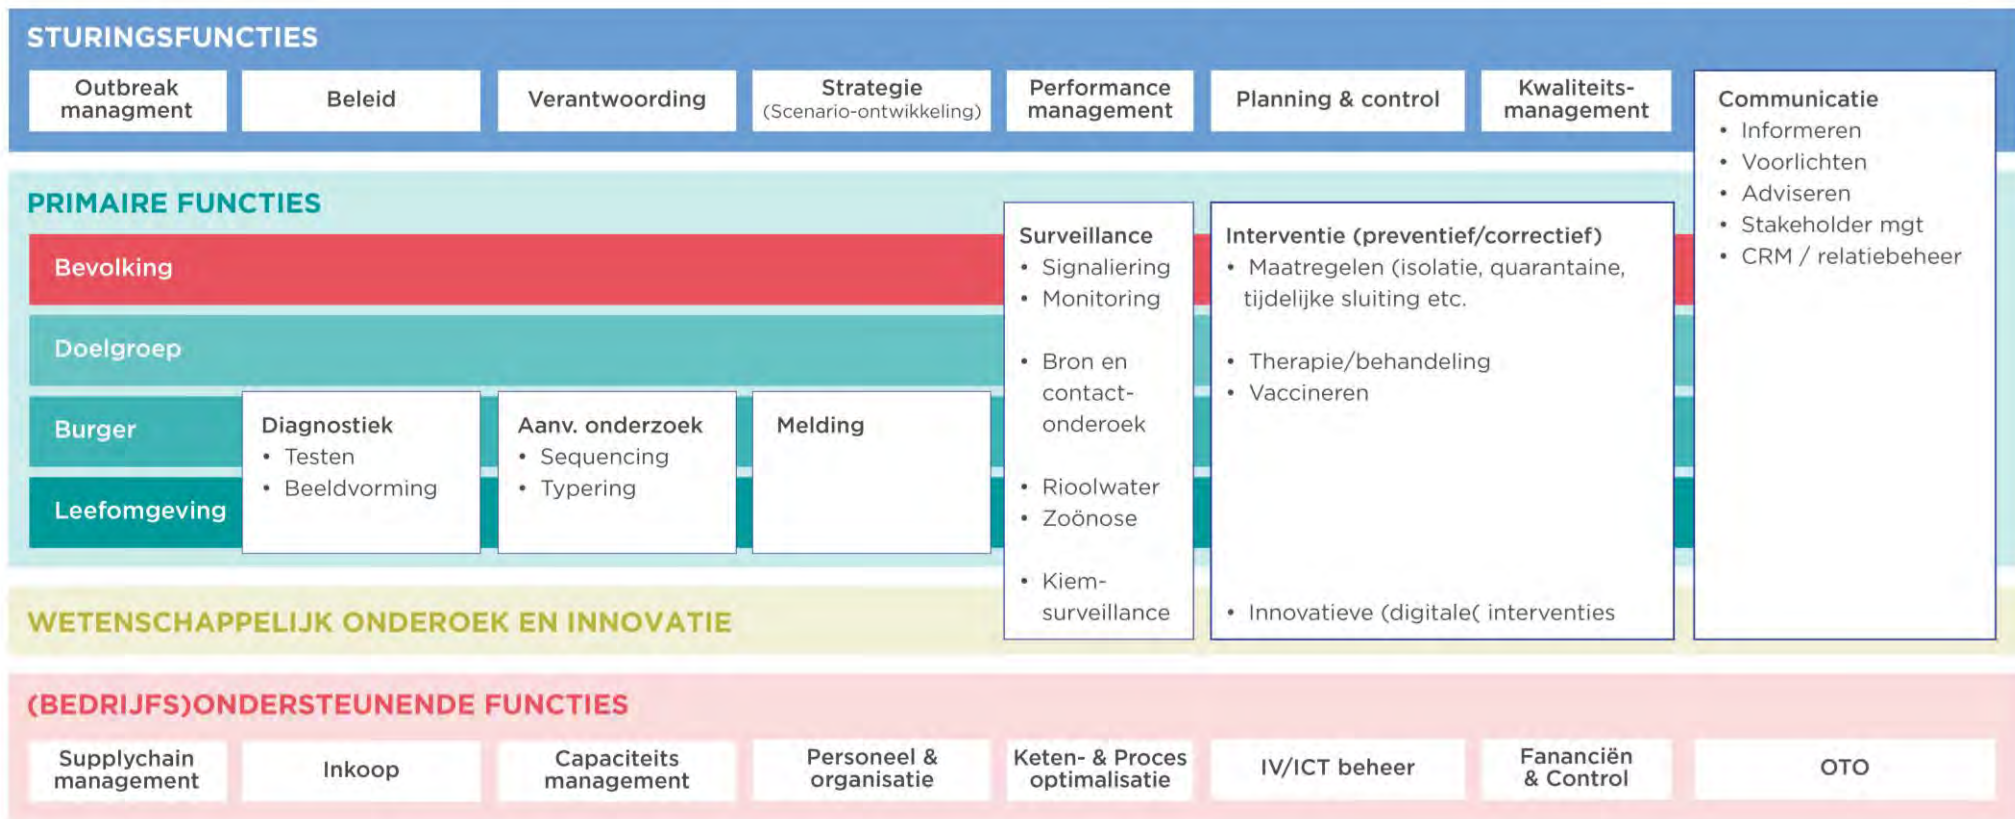 STURINGSFUNCTIES
Outbreak
managment
Beleid
Verantwoording
Strategie
(Scenario-ontwikkeling)
Performance
management
Planning & control
Kwaliteits-
management
Communicatie
• Informeren
• Voorlichten
• Adviseren
• Stakeholder mgt
• CRM / relatiebeheer
PRIMAIRE FUNCTIES
Bevolking
Doelgroep
Burger
Leefomgeving
Diagnostiek
• Testen
• Beeldvorming
Aanv. onderzoek
• Sequencing
• Typering
Melding
Surveillance
• Signaliering
• Monitoring
• Bron en
contact-
onderoek
• Rioolwater
• Zoönose
• Kiem-
surveillance
Interventie (preventief/correctief)
• Maatregelen (isolatie, quarantaine,
tijdelijke sluiting etc.
• Therapie/behandeling
• Vaccineren
• Innovatieve (digitale( interventies
WETENSCHAPPELIJK ONDEROEK EN INNOVATIE
(BEDRIJFS)ONDERSTEUNENDE FUNCTIES
Supplychain
management
Inkoop
Capaciteits
management
Personeel &
organisatie
Keten- & Proces
optimalisatie
IV/ICT beheer
Fananciën
& Control
OTO